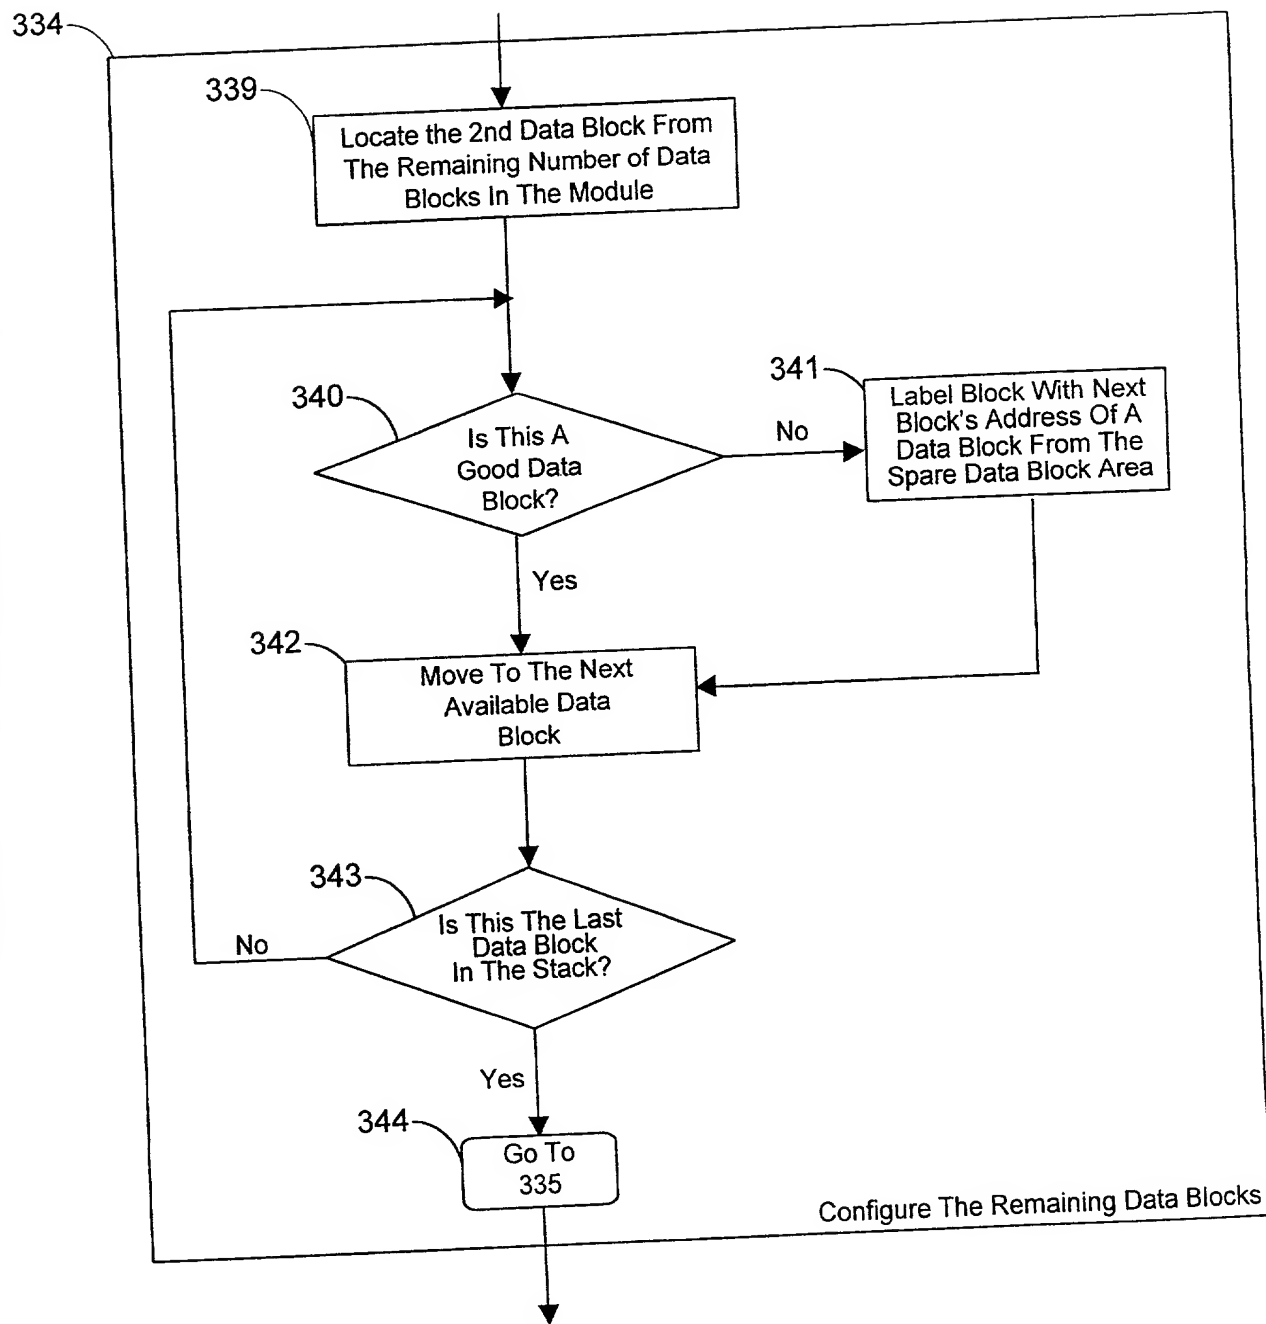 334
339
Locate the 2nd Data Block From
The Remaining Number of Data
Blocks In The Module
340
Is This A
Good Data
Block?
No
341
Label Block With Next
Block's Address Of A
Data Block From The
Spare Data Block Area
Yes
342
Move To The Next
Available Data
Block
343
Is This The Last
Data Block
In The Stack?
No
Yes
344
Go To
335
Configure The Remaining Data Blocks